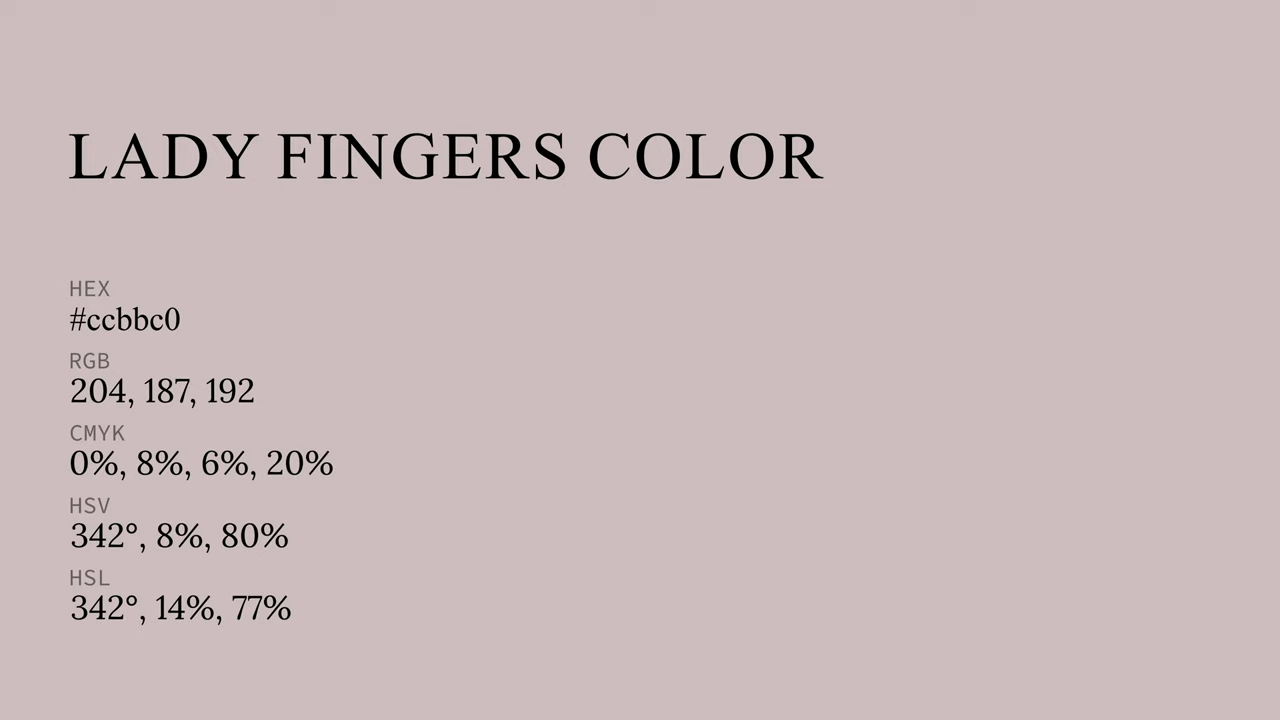 LADY FINGERS COLOR
HEX
#ccbbc0
RGB
204, 187, 192
CMYK
0%, 8%, 6%, 20%
HSV
342°, 8%, 80%
HSL
342°, 14%, 77%